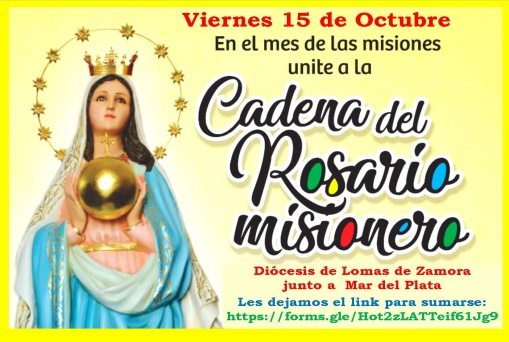 Viernes 15 de Octubre
En el mes de las misiones
unite a la
Cadena del
Rosario
misionero
Diócesis de Lomas de Zamora
junto a Mar del Plata
Les dejamos el link para sumarse:
https://forms.gle/Hot2zLATTeif61Jg9